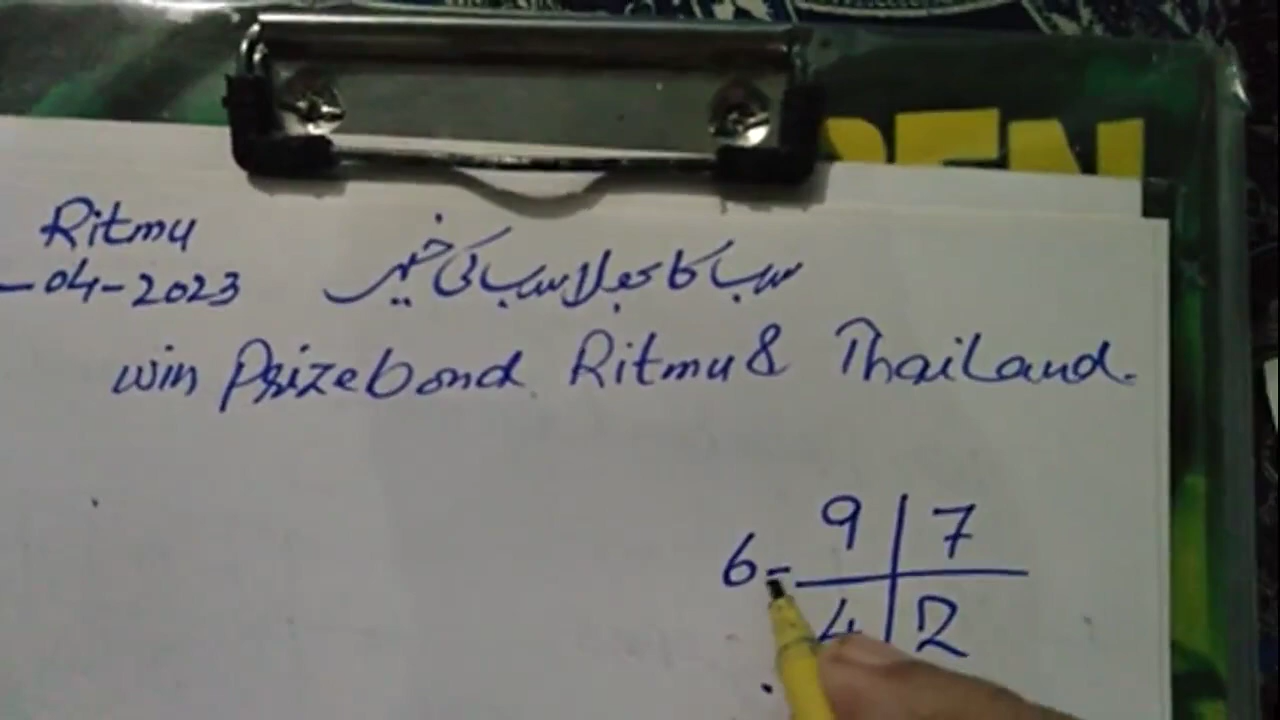 Ritmu
-04-2023 سب کا بھلا سب کی خیر
win Prizebond Ritmu & Thailand.
9 | 7
6=
4 | 2